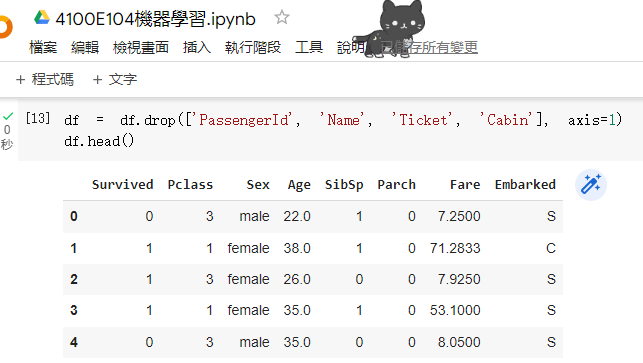 4100E104機器學習.ipynb
檔案 編輯 檢視畫面 插入 執行階段 工具 說明 已儲存所有變更
+ 程式碼 + 文字
[13] df = df.drop(['PassengerId', 'Name', 'Ticket', 'Cabin'], axis=1)
0
秒
df.head()
Survived Pclass Sex Age SibSp Parch Fare Embarked
0 0 3 male 22.0 1 0 7.2500 S
1 1 1 female 38.0 1 0 71.2833 C
2 1 3 female 26.0 0 0 7.9250 S
3 1 1 female 35.0 1 0 53.1000 S
4 0 3 male 35.0 0 0 8.0500 S